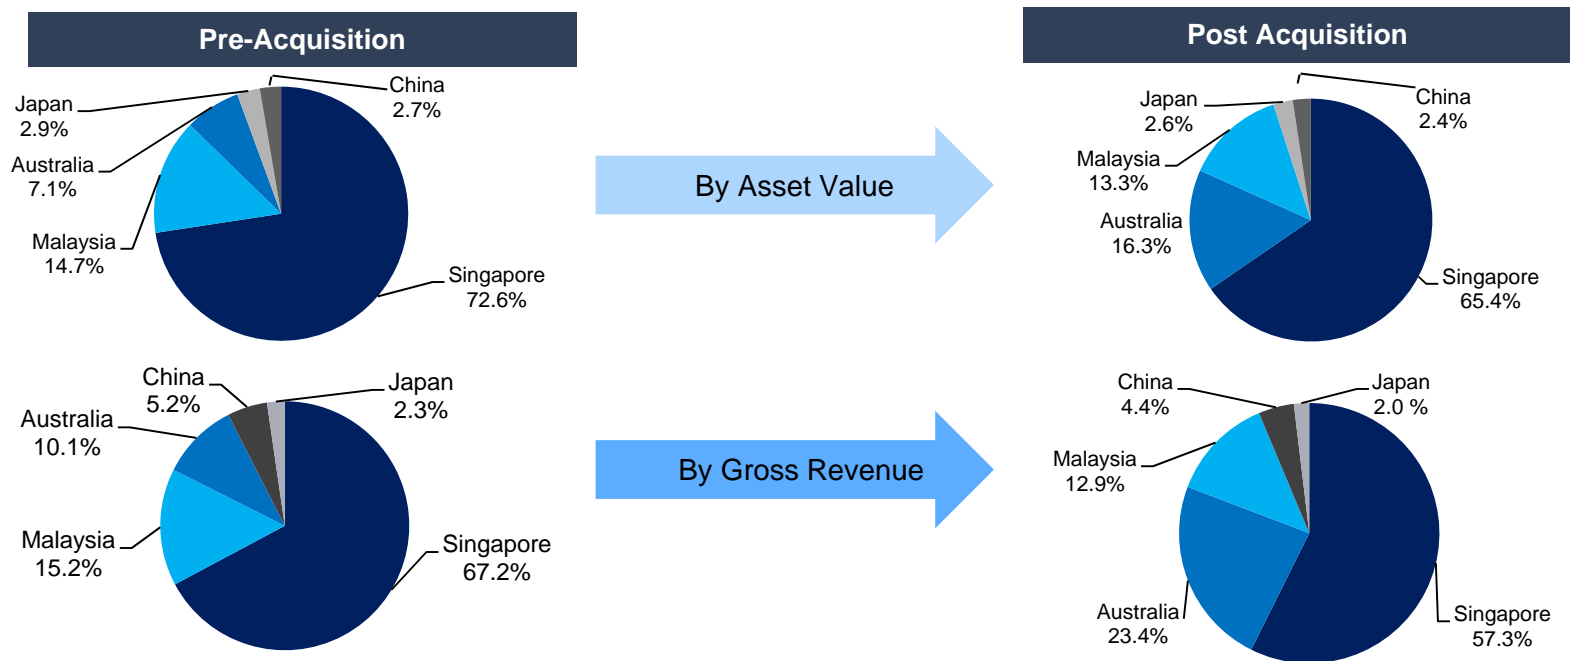 Pre-Acquisition
Post Acquisition
China
2.7%
Japan
2.9%
Australia
7.1%
Malaysia
14.7%
Singapore
72.6%
By Asset Value
China
2.4%
Japan
2.6%
Malaysia
13.3%
Australia
16.3%
Singapore
65.4%
China
5.2%
Japan
2.3%
Australia
10.1%
Malaysia
15.2%
Singapore
67.2%
By Gross Revenue
China
4.4%
Japan
2.0 %
Malaysia
12.9%
Australia
23.4%
Singapore
57.3%